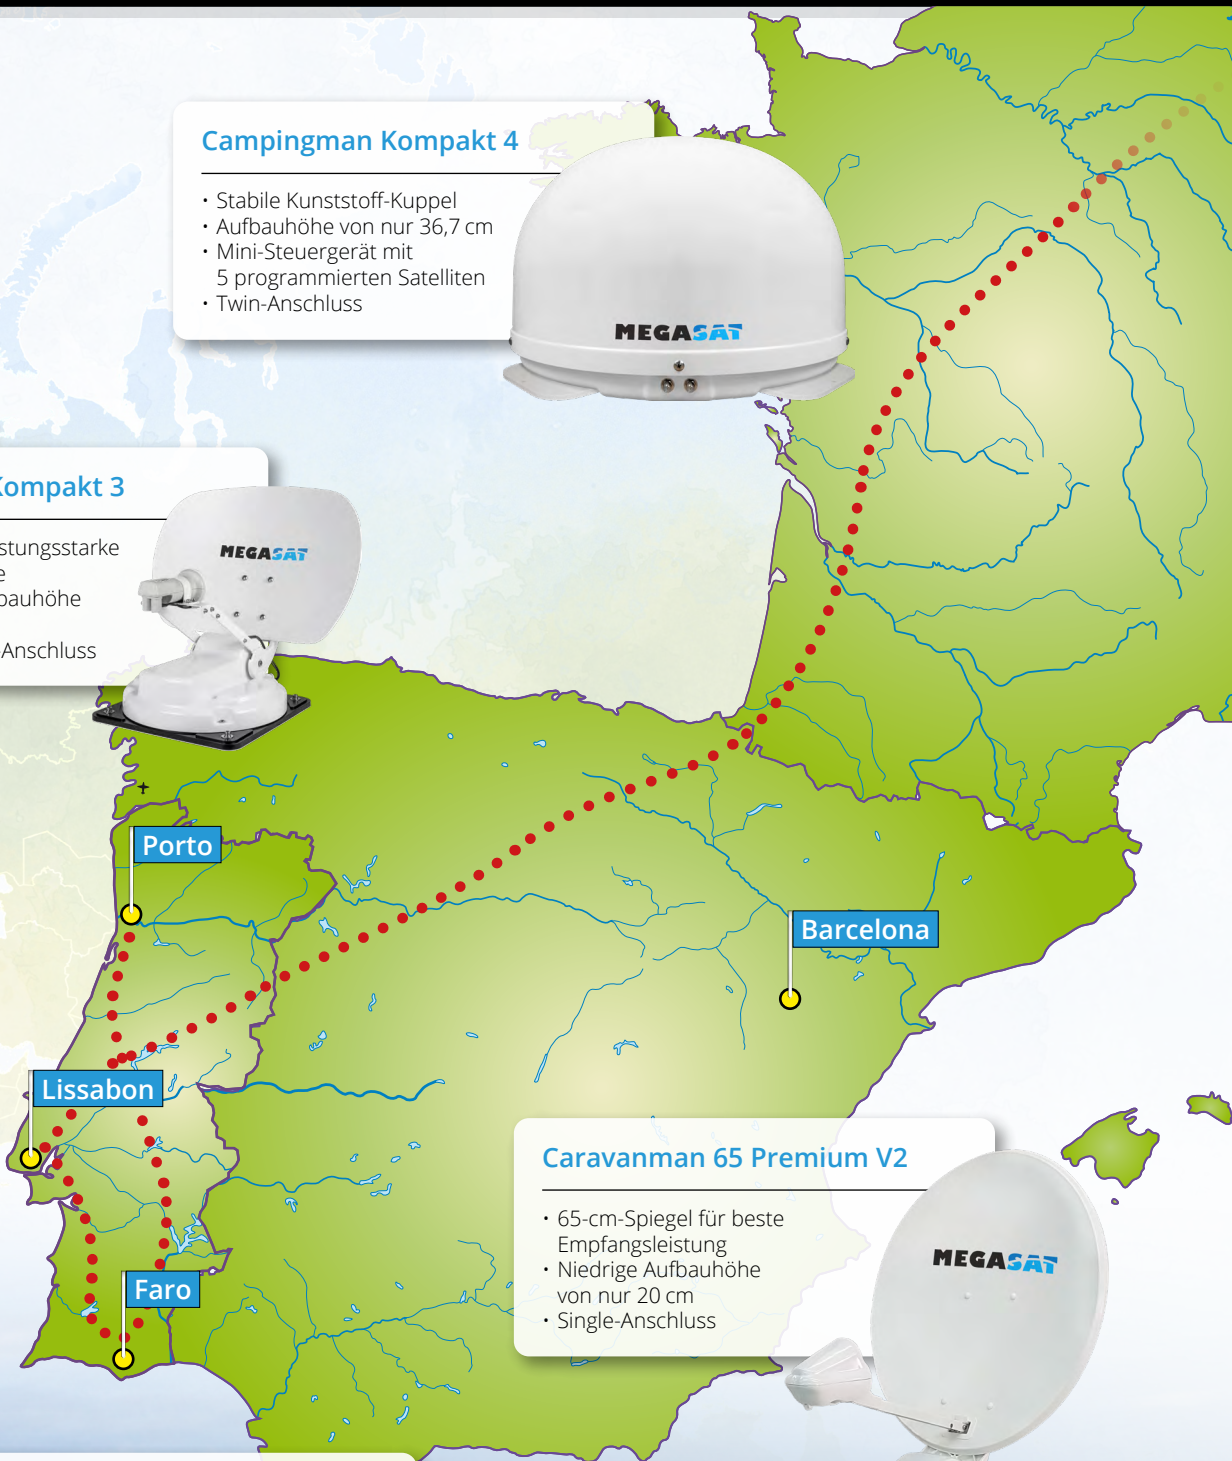 Campingman Kompakt 4
• Stabile Kunststoff-Kuppel
• Aufbauhöhe von nur 36,7 cm
• Mini-Steuergerät mit
5 programmierten Satelliten
• Twin-Anschluss
MEGASAT
Kompakt 3
stungsstarke
e
bauhöhe
-Anschluss
MEGASAT
Porto
Barcelona
Lissabon
Faro
Caravanman 65 Premium V2
• 65-cm-Spiegel für beste
Empfangsleistung
• Niedrige Aufbauhöhe
von nur 20 cm
• Single-Anschluss
MEGASAT